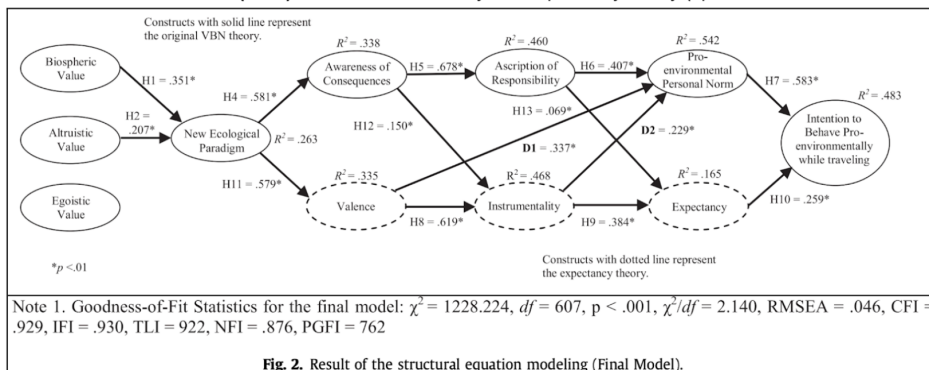 Constructs with solid line represent
the original VBN theory.
Biospheric
Value
Altruistic
Value
Egoistic
Value
H1 = .351*
H2 =
.207*
New Ecological
Paradigm
R² = .263
H4 = .581*
H11 = .579*
R² = .338
Awareness of
Consequences
H5 = .678*
H12 = .150*
R² = .335
Valence
H8 = .619*
R² = .460
Ascription of
Responsibility
H6 = .407*
H13 = .069*
D1 = .337*
D2 = .229*
R² = .468
Instrumentality
H9 = .384*
R² = .542
Pro-
environmental
Personal Norm
H7 = .583*
R² = .165
Expectancy
H10 = .259*
R² = .483
Intention to
Behave Pro-
environmentally
while traveling
*p <.01
Constructs with dotted line represent
the expectancy theory.
Note 1. Goodness-of-Fit Statistics for the final model: χ² = 1228.224, df = 607, p < .001, χ²/df = 2.140, RMSEA = .046, CFI =
.929, IFI = .930, TLI = 922, NFI = .876, PGFI = 762
Fig. 2. Result of the structural equation modeling (Final Model).